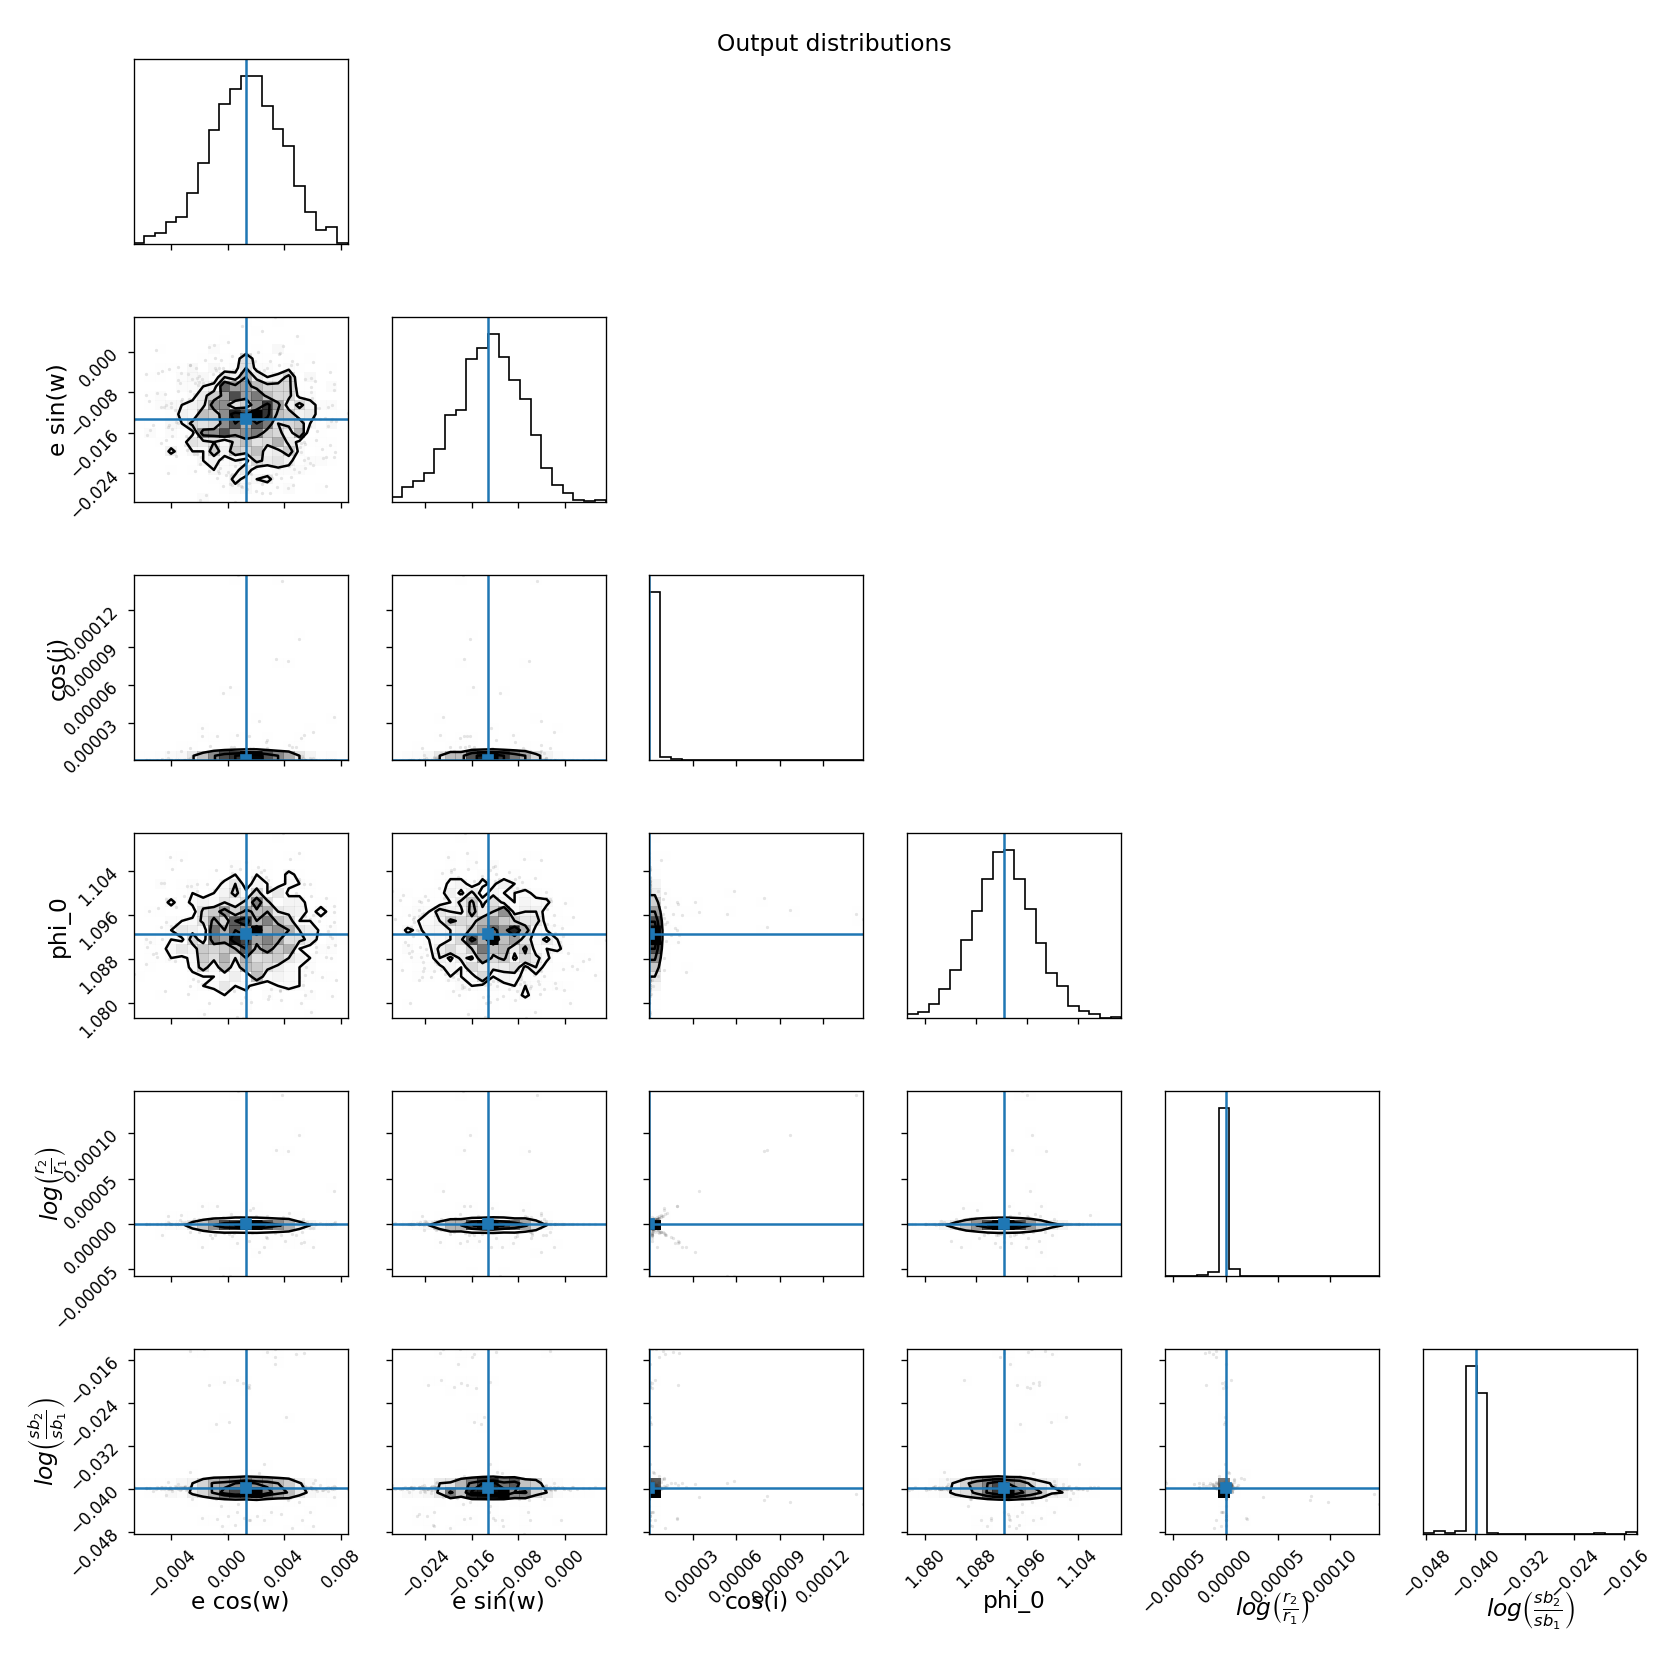 Output distributions
e sin(w)
0.000
−0.008
−0.016
−0.024
cos(i)
0.00012
0.00009
0.00006
0.00003
phi_0
1.104
1.096
1.088
1.080
log(r₂/r₁)
0.00010
0.00005
0.00000
−0.00005
log(sb₂/sb₁)
−0.016
−0.024
−0.032
−0.040
−0.048
−0.004 0.000 0.004 0.008
−0.024 −0.016 −0.008 0.000
0.00003 0.00006 0.00009 0.00012
1.080 1.088 1.096 1.104
−0.00005 0.00000 0.00005 0.00010
−0.048 −0.040 −0.032 −0.024 −0.016
e cos(w)
e sin(w)
cos(i)
phi_0
log(r₂/r₁)
log(sb₂/sb₁)